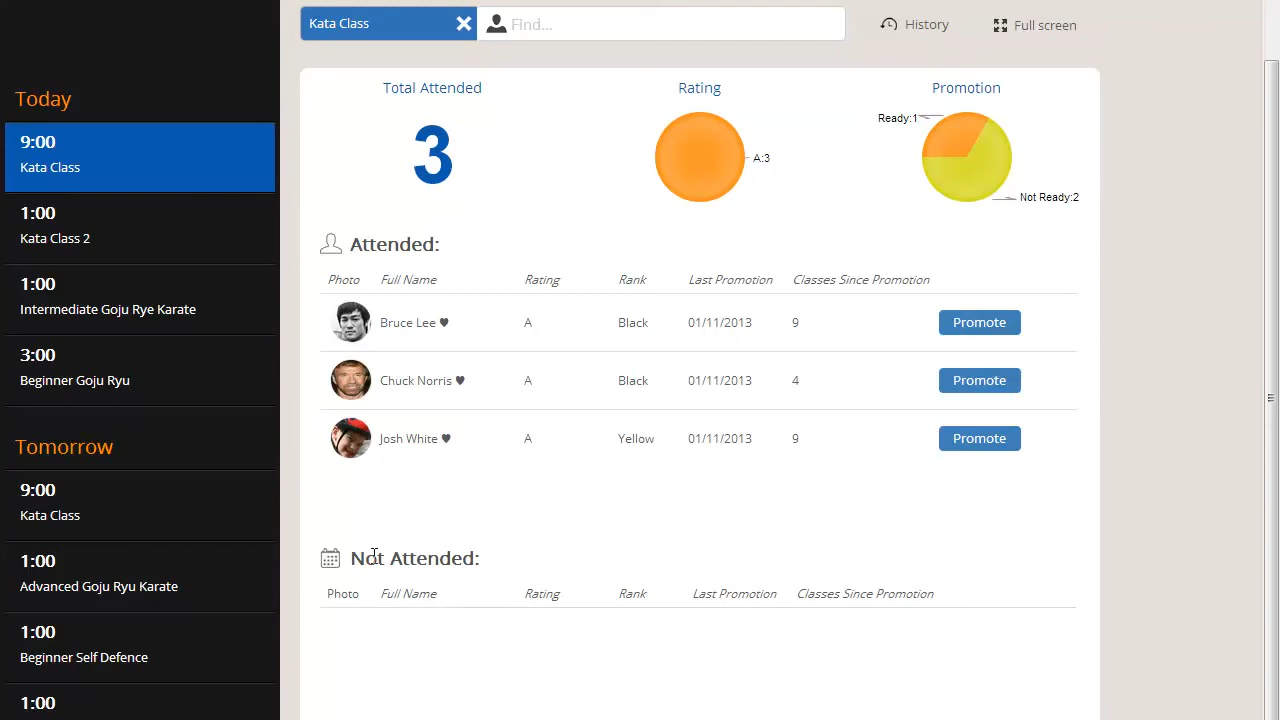 Kata Class
Find...
History
Full screen
Today
9:00
Kata Class
1:00
Kata Class 2
1:00
Intermediate Goju Rye Karate
3:00
Beginner Goju Ryu
Tomorrow
9:00
Kata Class
1:00
Advanced Goju Ryu Karate
1:00
Beginner Self Defence
1:00
Total Attended
3
Rating
A:3
Promotion
Ready:1
Not Ready:2
Attended:
Photo Full Name Rating Rank Last Promotion Classes Since Promotion
Bruce Lee ♥ A Black 01/11/2013 9 Promote
Chuck Norris ♥ A Black 01/11/2013 4 Promote
Josh White ♥ A Yellow 01/11/2013 9 Promote
Not Attended:
Photo Full Name Rating Rank Last Promotion Classes Since Promotion